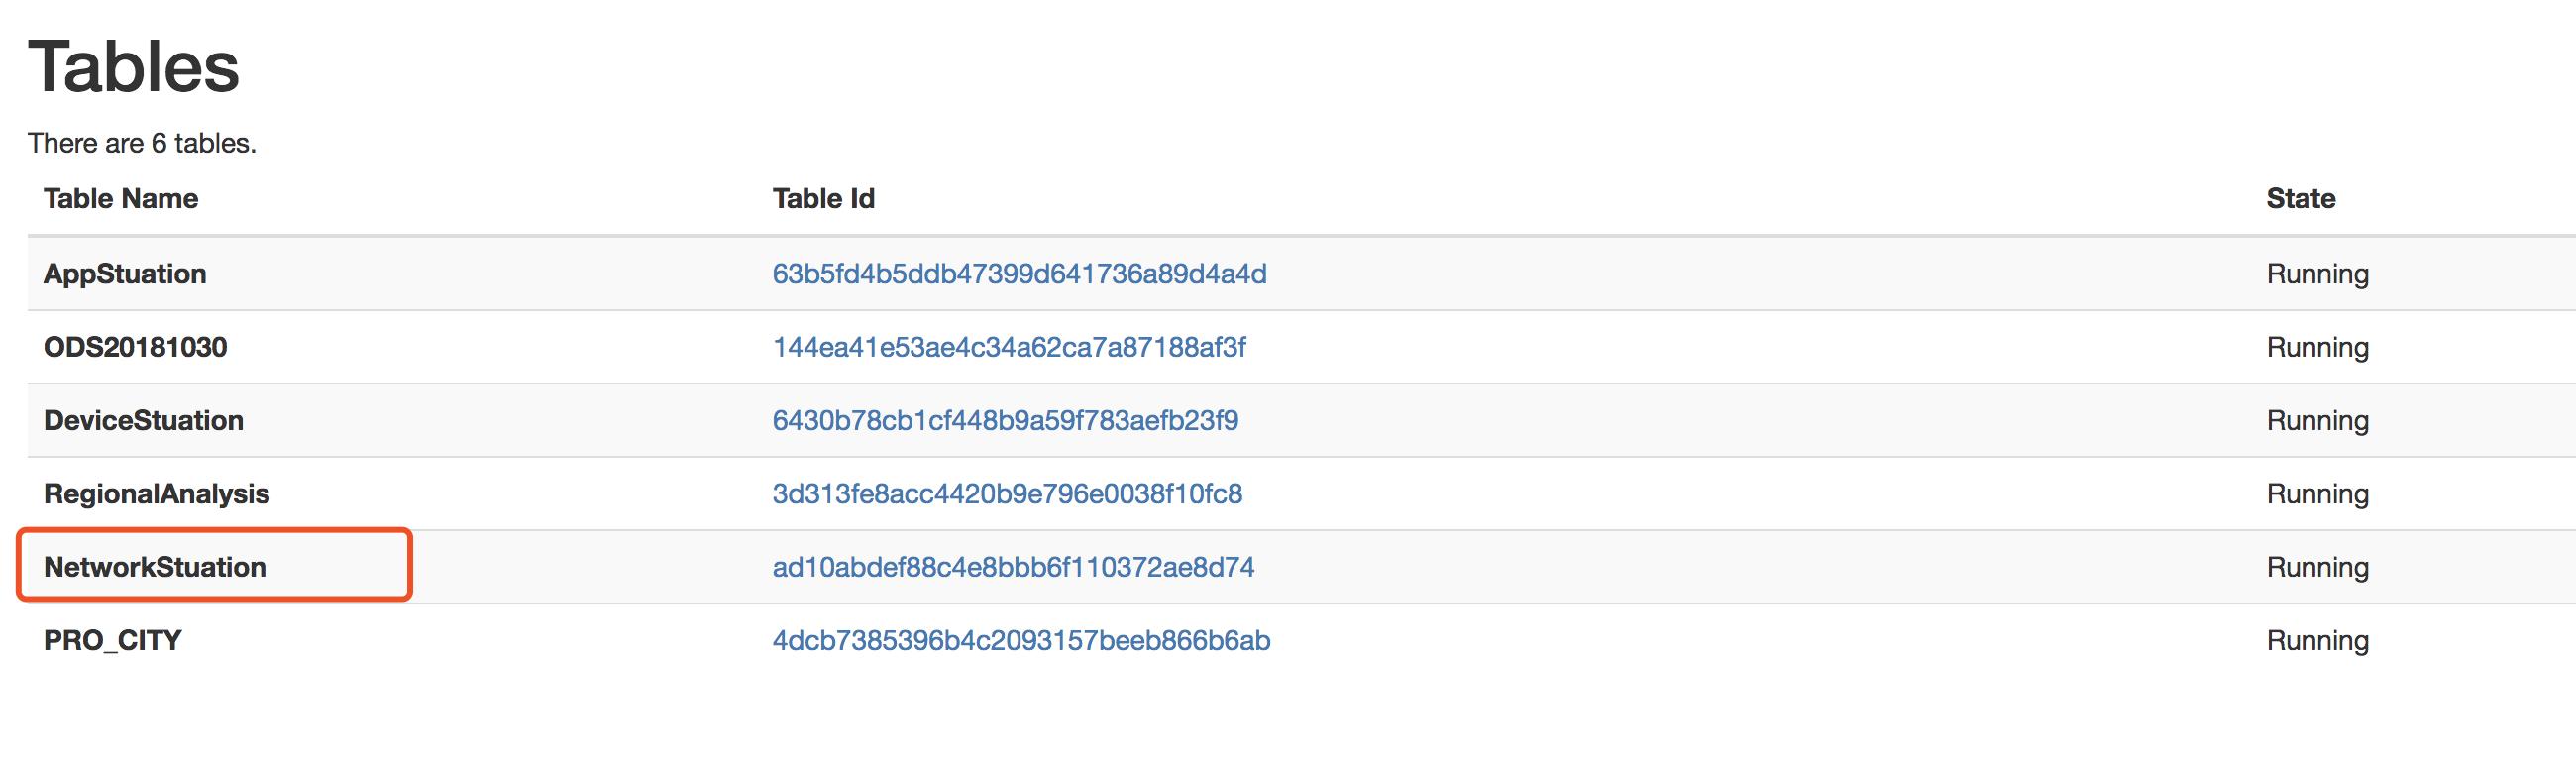 Tables
There are 6 tables.
Table Name Table Id State
AppStuation 63b5fd4b5ddb47399d641736a89d4a4d Running
ODS20181030 144ea41e53ae4c34a62ca7a87188af3f Running
DeviceStuation 6430b78cb1cf448b9a59f783aefb23f9 Running
RegionalAnalysis 3d313fe8acc4420b9e796e0038f10fc8 Running
NetworkStuation ad10abdef88c4e8bbb6f110372ae8d74 Running
PRO_CITY 4dcb7385396b4c2093157beeb866b6ab Running